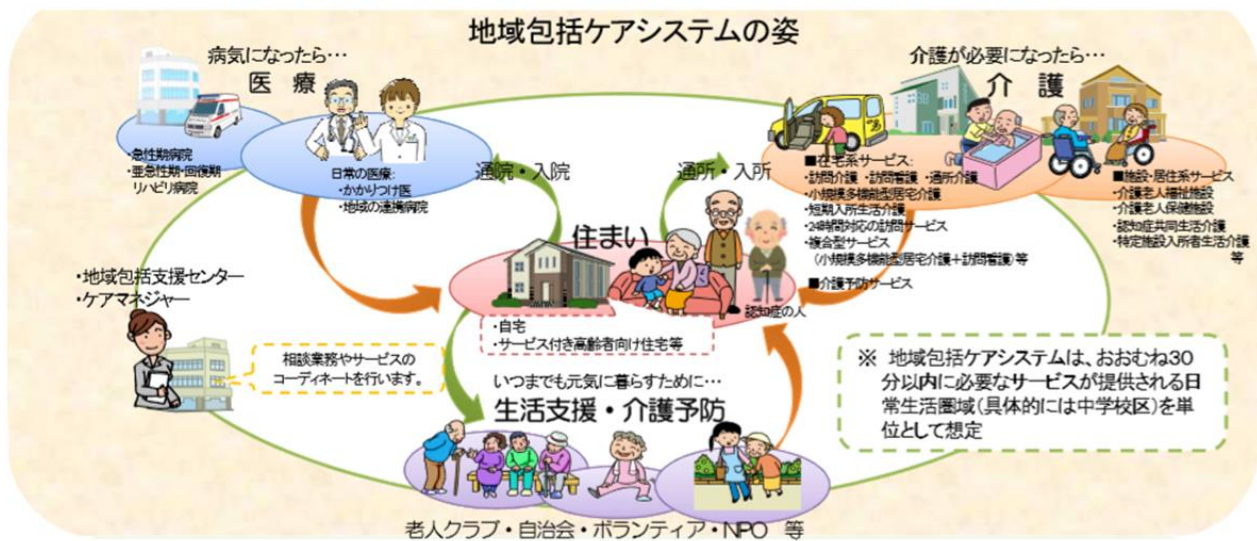 地域包括ケアシステムの姿
病気になったら…
医 療
・急性期病院
・亜急性期・回復期
リハビリ病院
日常の医療:
・かかりつけ医
・地域の連携病院
通院・入院
通所・入所
介護が必要になったら…
介 護
■在宅系サービス:
・訪問介護 ・訪問看護 ・通所介護
・小規模多機能型居宅介護
・短期入所生活介護
・24時間対応の訪問サービス
・複合型サービス
(小規模多機能型居宅介護+訪問看護)等
■介護予防サービス
■施設・居住系サービス
・介護老人福祉施設
・介護老人保健施設
・認知症共同生活介護
・特定施設入所者生活介護
等
住まい
認知症の人
・自宅
・サービス付き高齢者向け住宅等
・地域包括支援センター
・ケアマネジャー
相談業務やサービスの
コーディネートを行います。
いつまでも元気に暮らすために…
生活支援・介護予防
老人クラブ・自治会・ボランティア・NPO 等
※ 地域包括ケアシステムは、おおむね30
分以内に必要なサービスが提供される日
常生活圏域(具体的には中学校区)を単
位として想定